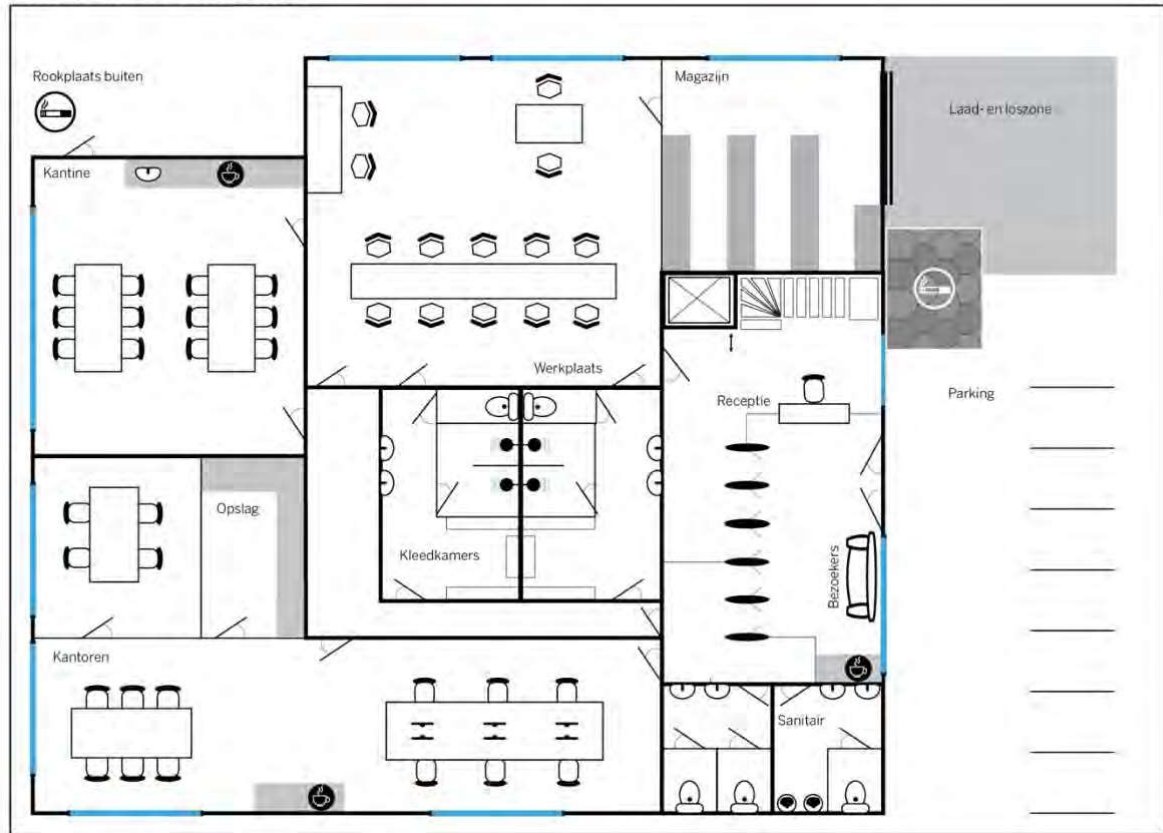 Rookplaats buiten
Magazijn
Laad- en loszone
Kantine
Werkplaats
Receptie
Parking
Opslag
Kleedkamers
Bezoekers
Kantoren
Sanitair